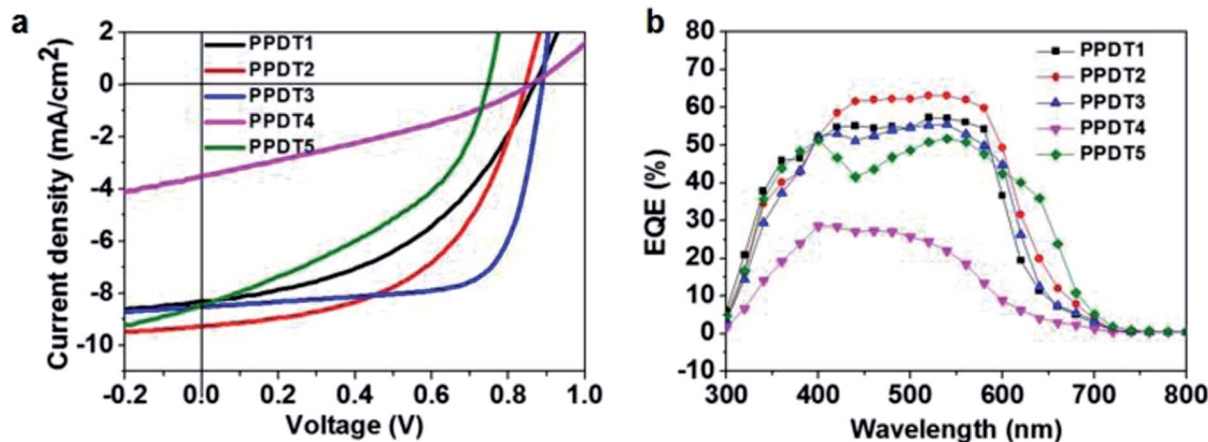 a
2
0
-2
-4
-6
-8
-10
Current density (mA/cm²)
PPDT1
PPDT2
PPDT3
PPDT4
PPDT5
-0.2
0.0
0.2
0.4
0.6
0.8
1.0
Voltage (V)
b
80
70
60
50
40
30
20
10
0
-10
EQE (%)
PPDT1
PPDT2
PPDT3
PPDT4
PPDT5
300
400
500
600
700
800
Wavelength (nm)